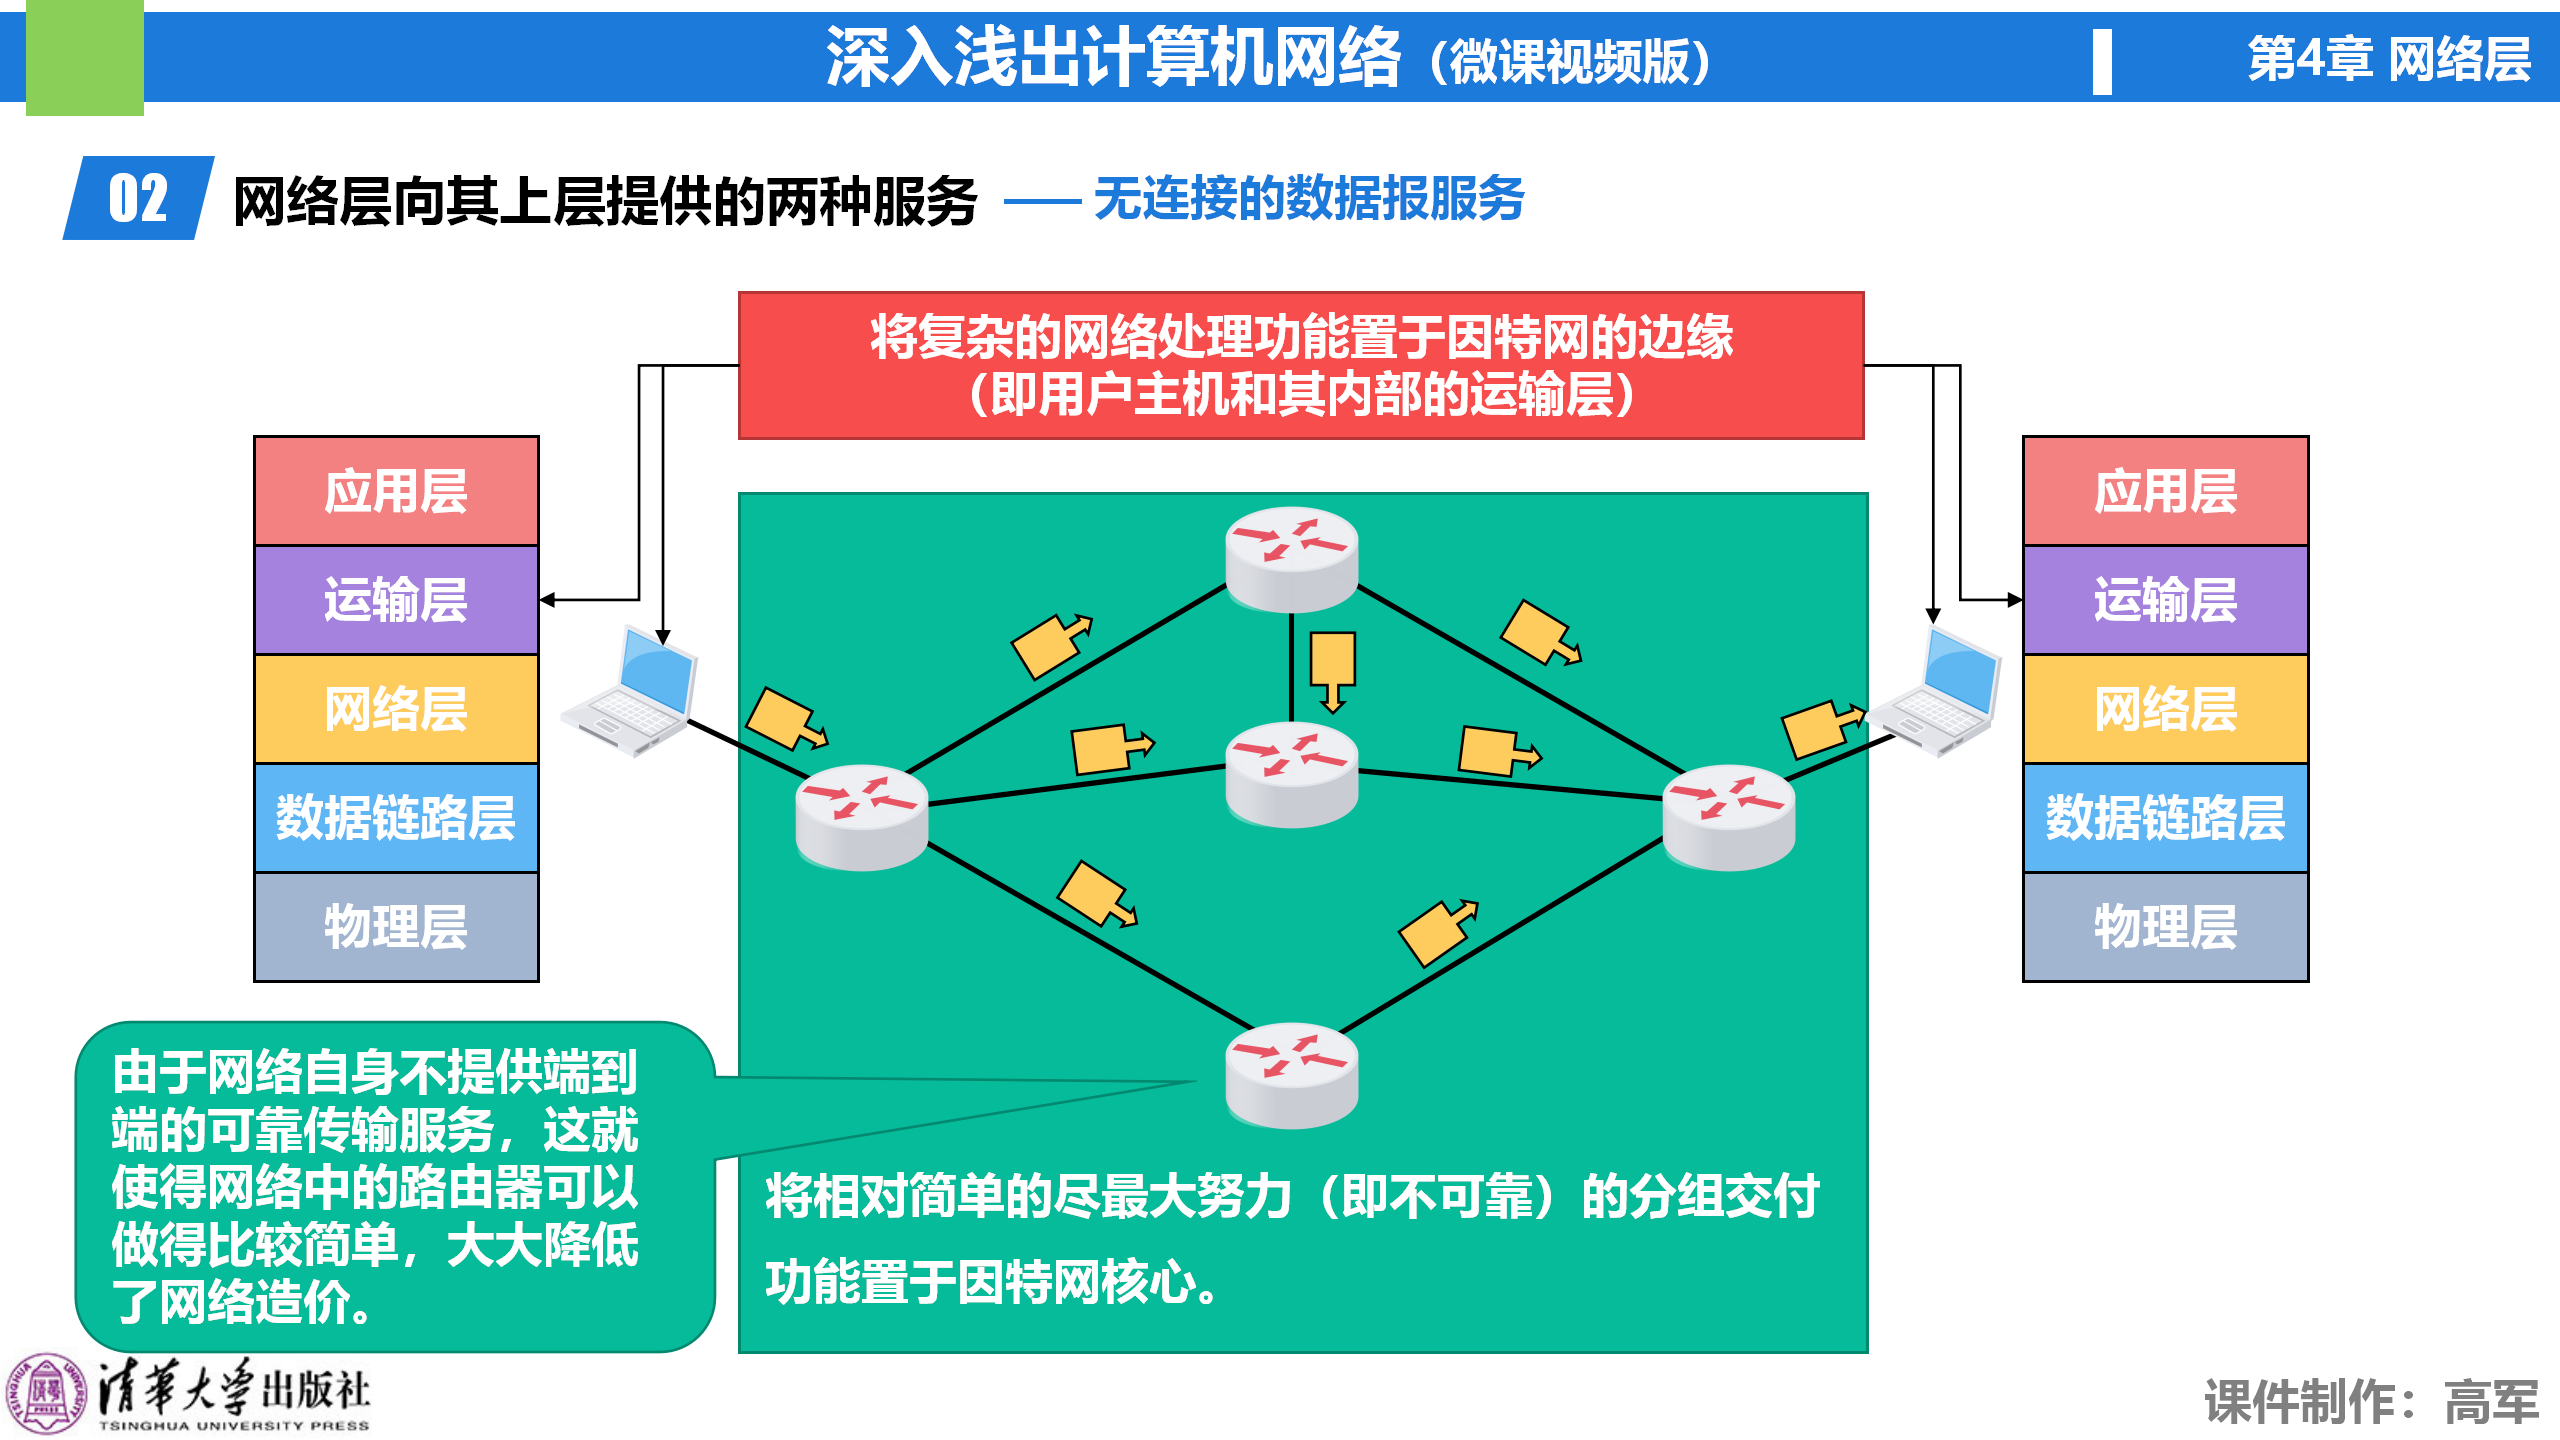 深入浅出计算机网络（微课视频版）
第4章 网络层
02 网络层向其上层提供的两种服务 ——无连接的数据报服务
将复杂的网络处理功能置于因特网的边缘
（即用户主机和其内部的运输层）
应用层
运输层
网络层
数据链路层
物理层
应用层
运输层
网络层
数据链路层
物理层
由于网络自身不提供端到
端的可靠传输服务，这就
使得网络中的路由器可以
做得比较简单，大大降低
了网络造价。
将相对简单的尽最大努力（即不可靠）的分组交付
功能置于因特网核心。
清华大学出版社
TSINGHUA UNIVERSITY PRESS
课件制作：高军